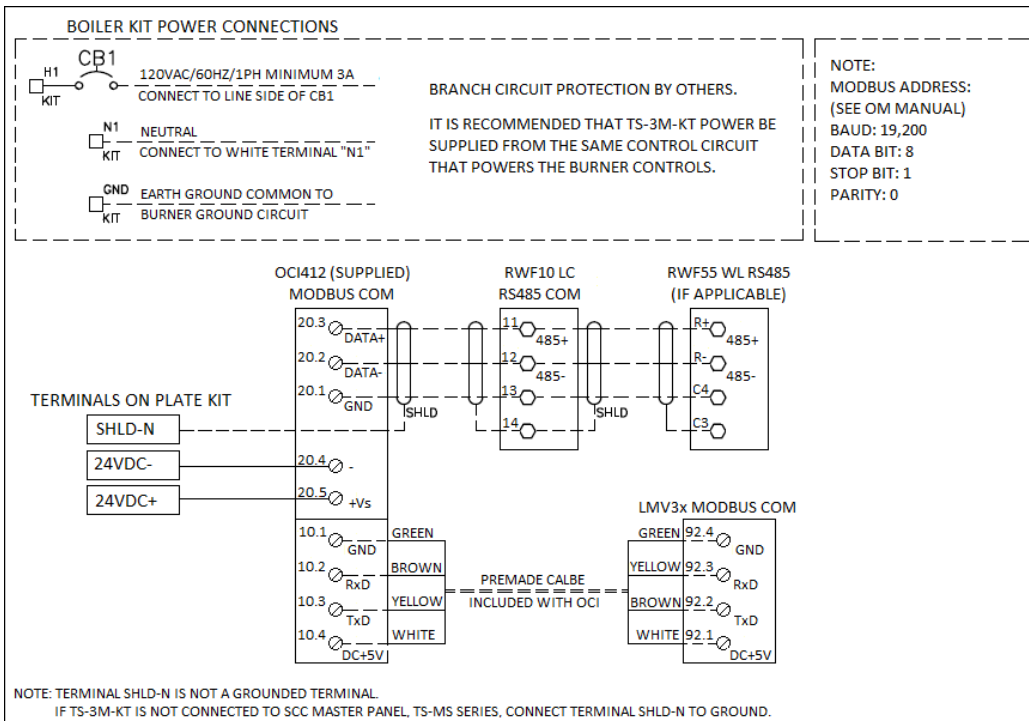 BOILER KIT POWER CONNECTIONS
H1
CB1
KIT
120VAC/60HZ/1PH MINIMUM 3A
CONNECT TO LINE SIDE OF CB1
N1
KIT
NEUTRAL
CONNECT TO WHITE TERMINAL "N1"
GND
KIT
EARTH GROUND COMMON TO
BURNER GROUND CIRCUIT
BRANCH CIRCUIT PROTECTION BY OTHERS.
IT IS RECOMMENDED THAT TS-3M-KT POWER BE
SUPPLIED FROM THE SAME CONTROL CIRCUIT
THAT POWERS THE BURNER CONTROLS.
NOTE:
MODBUS ADDRESS:
(SEE OM MANUAL)
BAUD: 19,200
DATA BIT: 8
STOP BIT: 1
PARITY: 0
OCI412 (SUPPLIED)
MODBUS COM
RWF10 LC
RS485 COM
RWF55 WL RS485
(IF APPLICABLE)
20.3
DATA+
11
485+
R+
485+
20.2
DATA-
12
485-
R-
485-
20.1
GND
SHLD
13
SHLD
C4
14
C3
TERMINALS ON PLATE KIT
SHLD-N
24VDC-
20.4
-
24VDC+
20.5
+Vs
LMV3x MODBUS COM
10.1
GND
GREEN
GREEN
92.4
GND
10.2
RxD
BROWN
YELLOW
92.3
RxD
PREMADE CALBE
INCLUDED WITH OCI
10.3
TxD
YELLOW
BROWN
92.2
TxD
10.4
DC+5V
WHITE
WHITE
92.1
DC+5V
NOTE: TERMINAL SHLD-N IS NOT A GROUNDED TERMINAL.
IF TS-3M-KT IS NOT CONNECTED TO SCC MASTER PANEL, TS-MS SERIES, CONNECT TERMINAL SHLD-N TO GROUND.